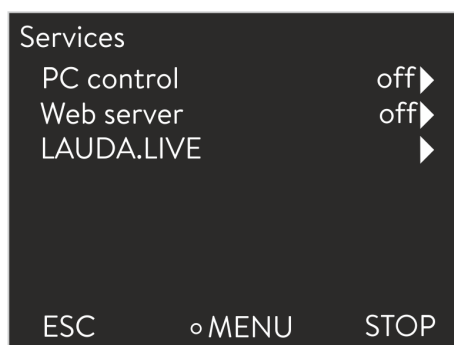 Services
PC control off
Web server off
LAUDA.LIVE
ESC MENU STOP